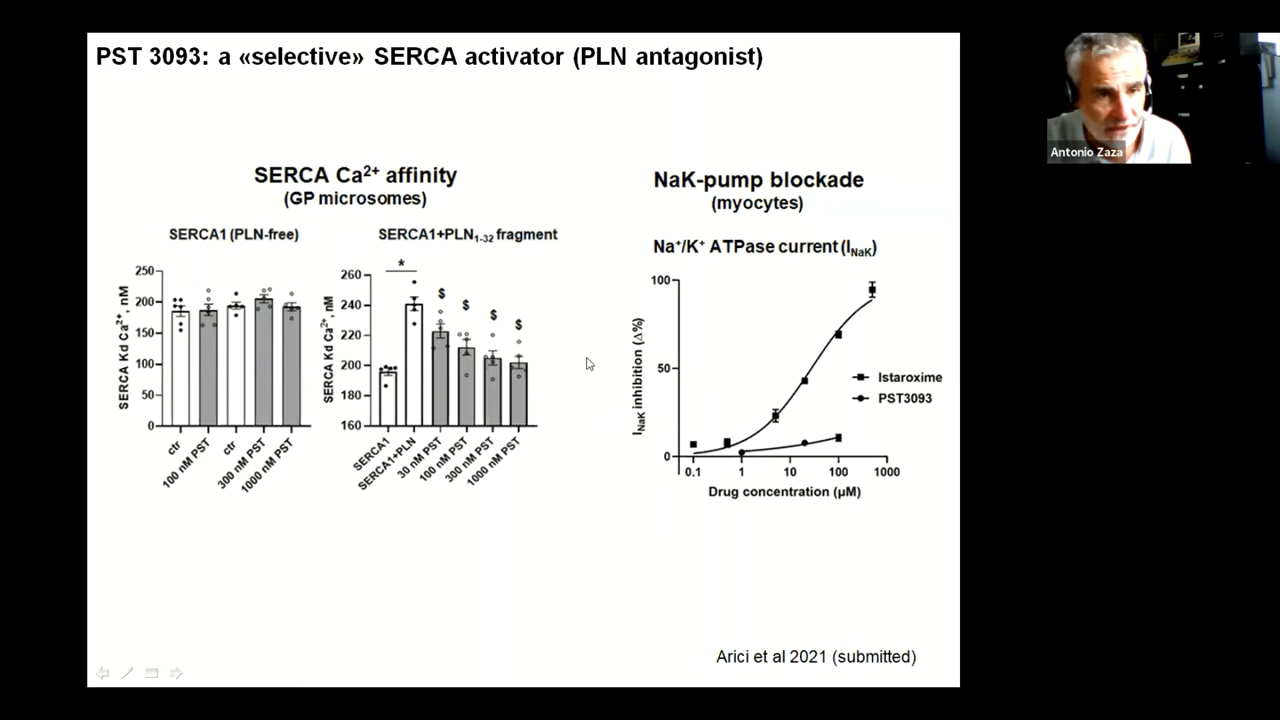 PST 3093: a «selective» SERCA activator (PLN antagonist)
Antonio Zaza
SERCA Ca2+ affinity
(GP microsomes)
SERCA1 (PLN-free)
SERCA Kd Ca2+, nM
250
200
150
100
50
0
ctr
100 nM PST
ctr
300 nM PST
1000 nM PST
SERCA1+PLN1-32 fragment
SERCA Kd Ca2+, nM
260
240
220
200
180
160
*
$
$
$
$
SERCA1
SERCA1+PLN
30 nM PST
100 nM PST
300 nM PST
1000 nM PST
NaK-pump blockade
(myocytes)
Na+/K+ ATPase current (INaK)
INaK inhibition (Δ%)
100
50
0
0.1
1
10
100
1000
Drug concentration (µM)
Istaroxime
PST3093
Arici et al 2021 (submitted)